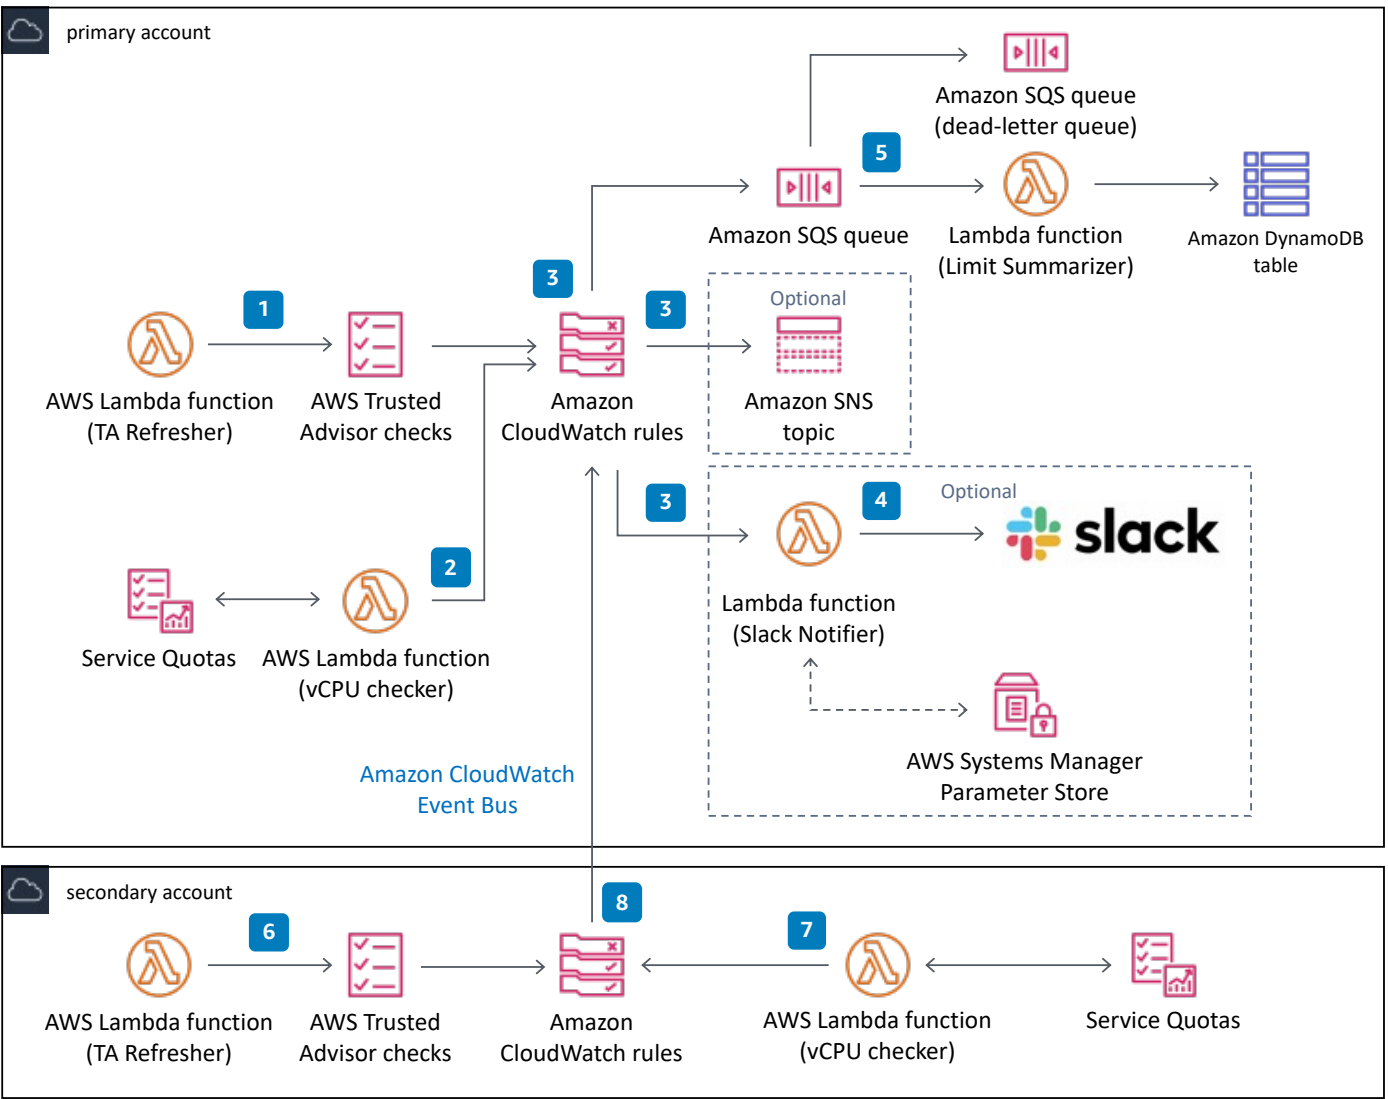 primary account
Amazon SQS queue
(dead-letter queue)
5
Amazon SQS queue
Lambda function
(Limit Summarizer)
Amazon DynamoDB
table
3
1
3
Optional
AWS Lambda function
(TA Refresher)
AWS Trusted
Advisor checks
Amazon
CloudWatch rules
Amazon SNS
topic
3
4
Optional
slack
2
Lambda function
(Slack Notifier)
Service Quotas
AWS Lambda function
(vCPU checker)
AWS Systems Manager
Parameter Store
Amazon CloudWatch
Event Bus
secondary account
8
6
7
AWS Lambda function
(TA Refresher)
AWS Trusted
Advisor checks
Amazon
CloudWatch rules
AWS Lambda function
(vCPU checker)
Service Quotas